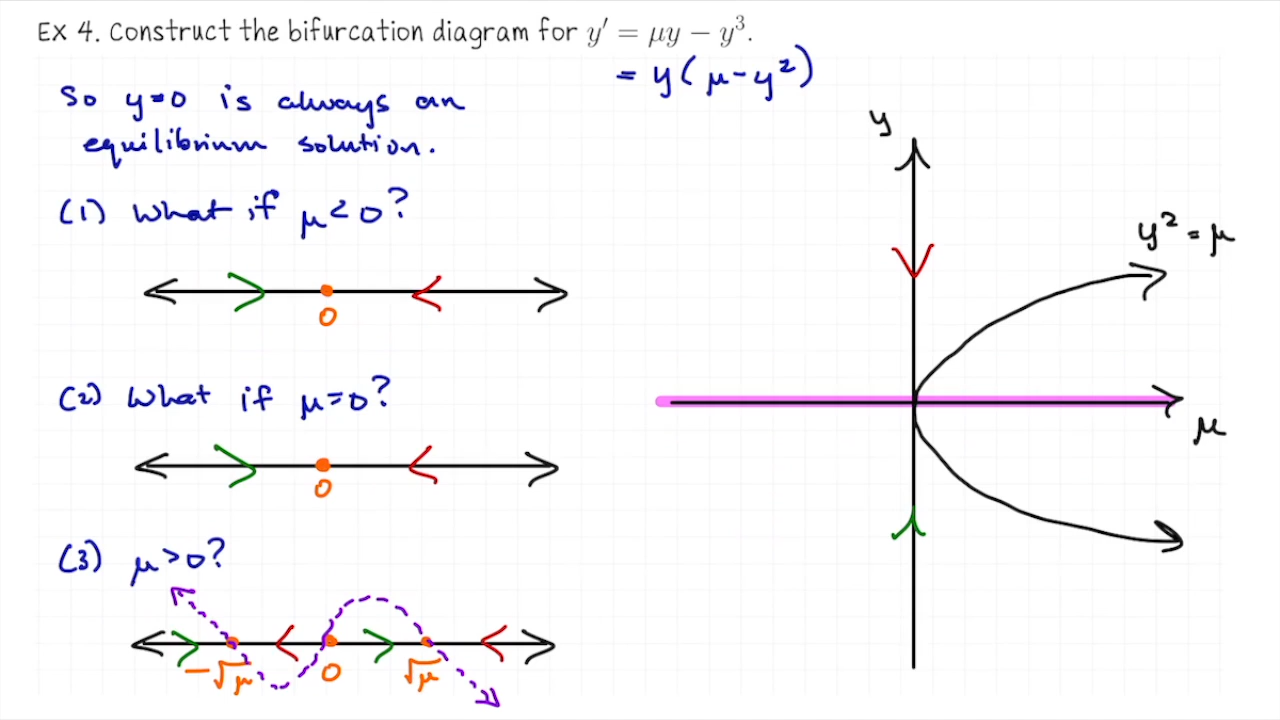 Ex 4. Construct the bifurcation diagram for y′ = μy − y³.
= y(μ-y²)
So y=0 is always an
equilibrium solution.
(1) What if μ<0?
0
(2) What if μ=0?
0
(3) μ>0?
-√μ 0 √μ
y
y² = μ
μ